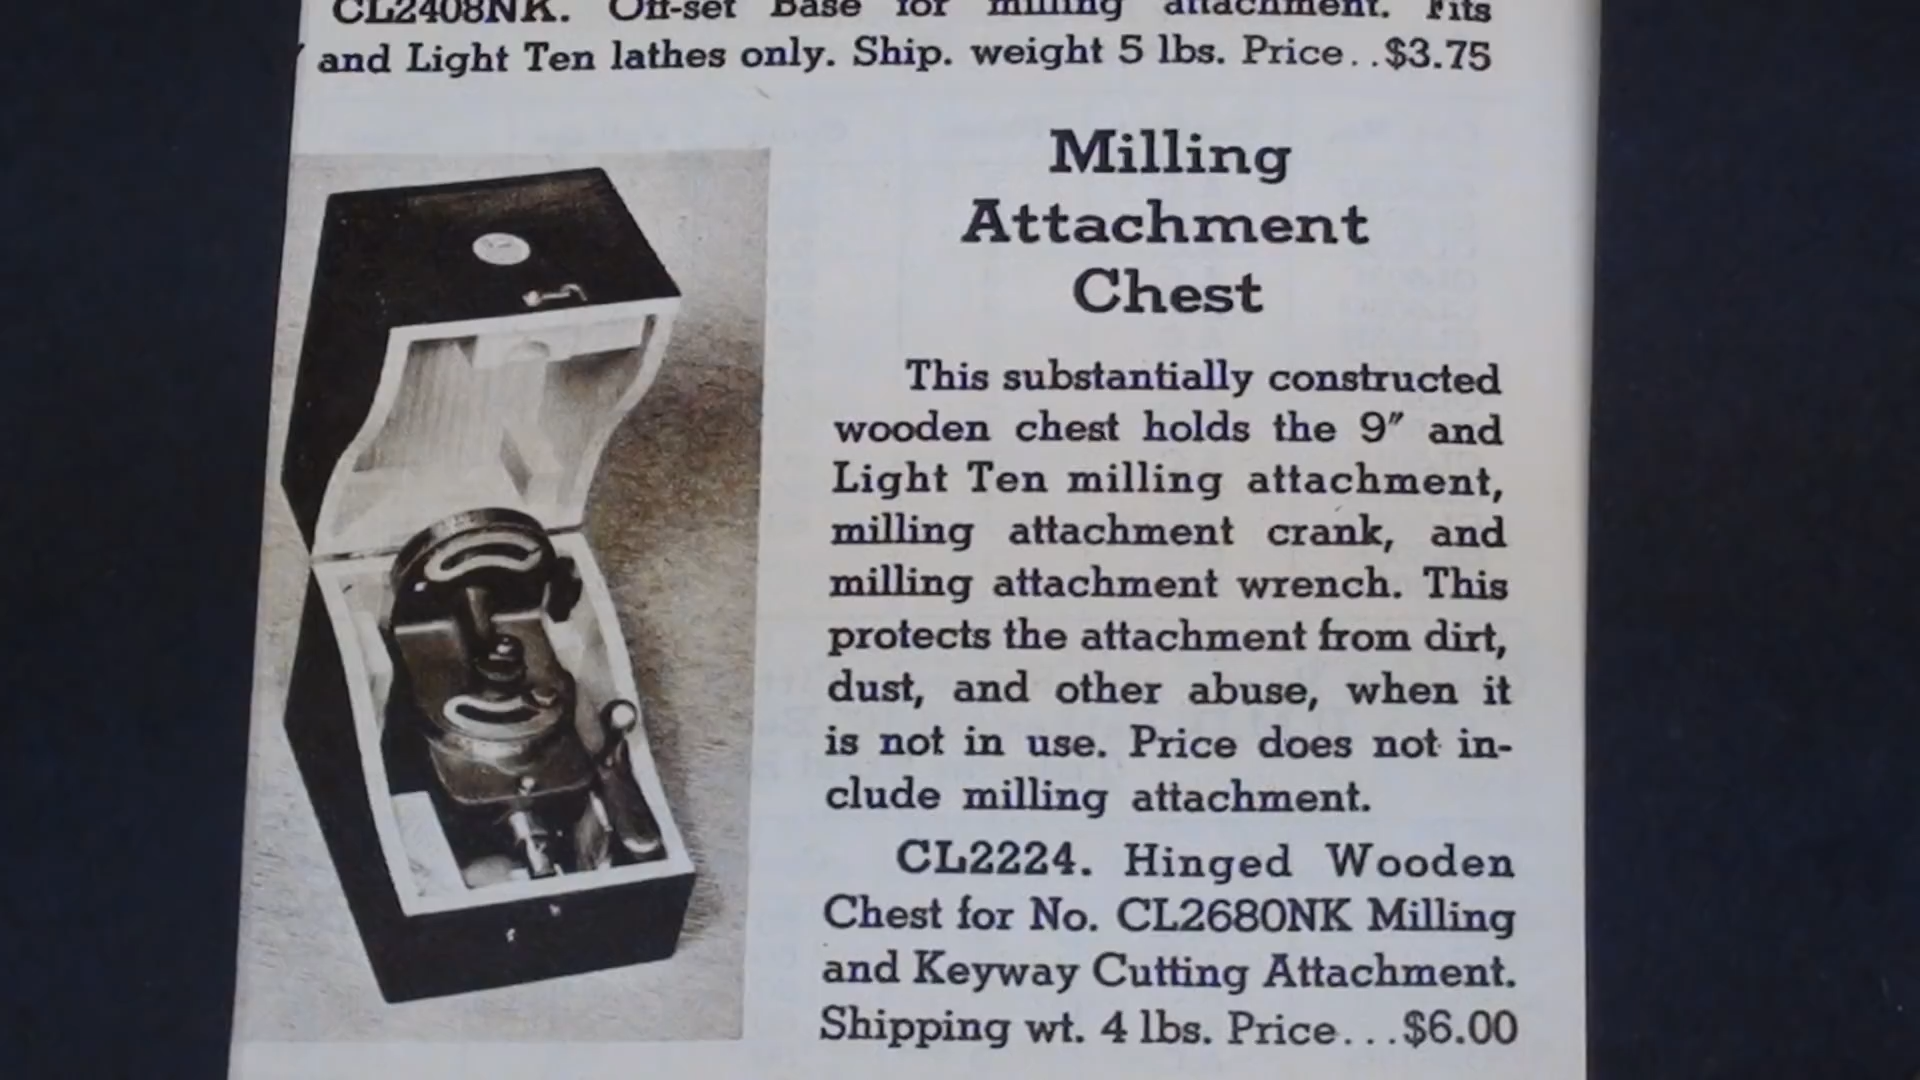 CL2408NK. Off-set Base for milling attachment. Fits
and Light Ten lathes only. Ship. weight 5 lbs. Price..$3.75
Milling
Attachment
Chest
This substantially constructed
wooden chest holds the 9″ and
Light Ten milling attachment,
milling attachment crank, and
milling attachment wrench. This
protects the attachment from dirt,
dust, and other abuse, when it
is not in use. Price does not in-
clude milling attachment.
CL2224. Hinged Wooden
Chest for No. CL2680NK Milling
and Keyway Cutting Attachment.
Shipping wt. 4 lbs. Price...$6.00